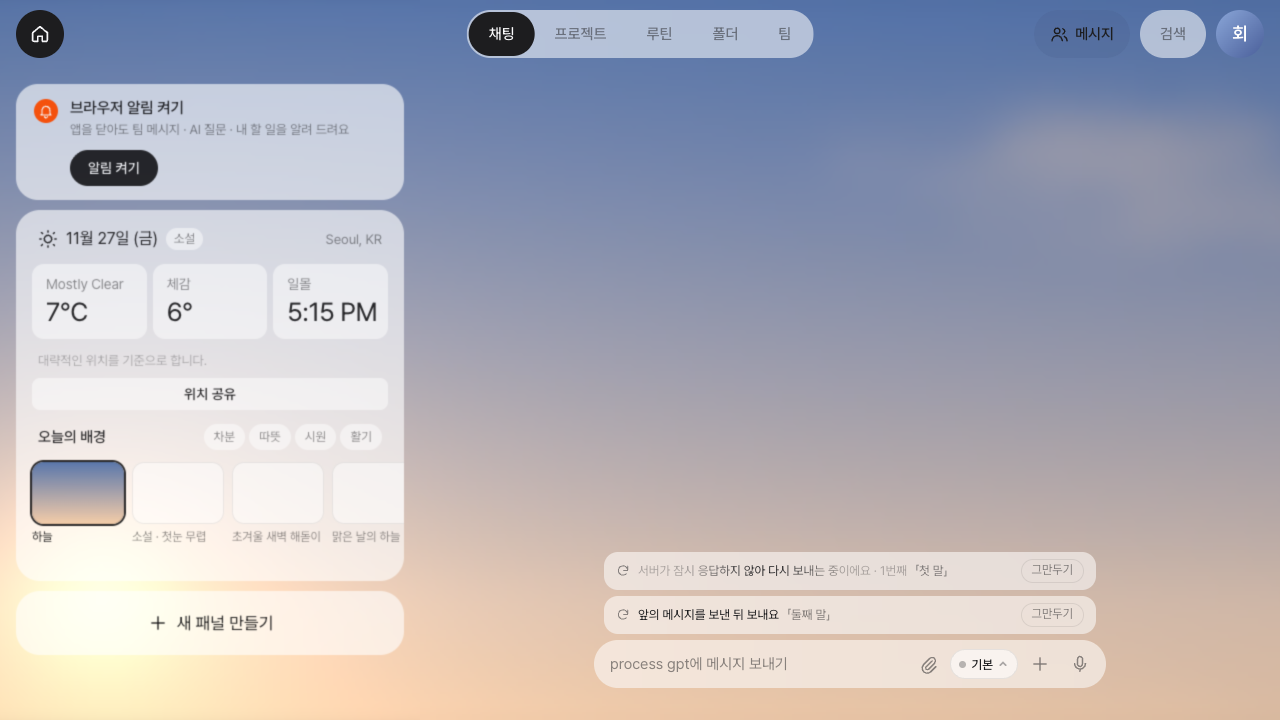 채팅
프로젝트
루틴
폴더
팀
메시지
검색
회
브라우저 알림 켜기
앱을 닫아도 팀 메시지 · AI 질문 · 내 할 일을 알려 드려요
알림 켜기
11월 27일 (금)
소설
Seoul, KR
Mostly Clear
7°C
체감
6°
일몰
5:15 PM
대략적인 위치를 기준으로 합니다.
위치 공유
오늘의 배경
차분
따뜻
시원
활기
하늘
소설 · 첫눈 무렵
초겨울 새벽 해돋이
맑은 날의 하늘
새 패널 만들기
서버가 잠시 응답하지 않아 다시 보내는 중이에요 · 1번째 「첫 말」
그만두기
앞의 메시지를 보낸 뒤 보내요 「둘째 말」
그만두기
process gpt에 메시지 보내기
기본